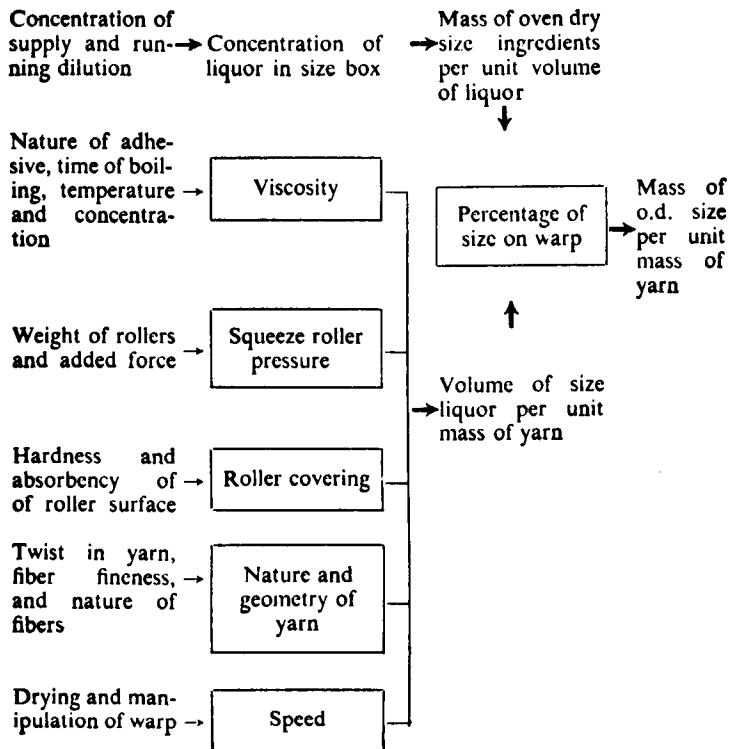 Concentration of
supply and run-
ning dilution
Concentration of
liquor in size box
Mass of oven dry
size ingredients
per unit volume
of liquor
Nature of adhe-
sive, time of boil-
ing, temperature
and concentra-
tion
Viscosity
Percentage of
size on warp
Mass of
o.d. size
per unit
mass of
yarn
Weight of rollers
and added force
Squeeze roller
pressure
Volume of size
liquor per unit
mass of yarn
Hardness and
absorbency of
of roller surface
Roller covering
Twist in yarn,
fiber fineness,
and nature of
fibers
Nature and
geometry of
yarn
Drying and man-
ipulation of warp
Speed